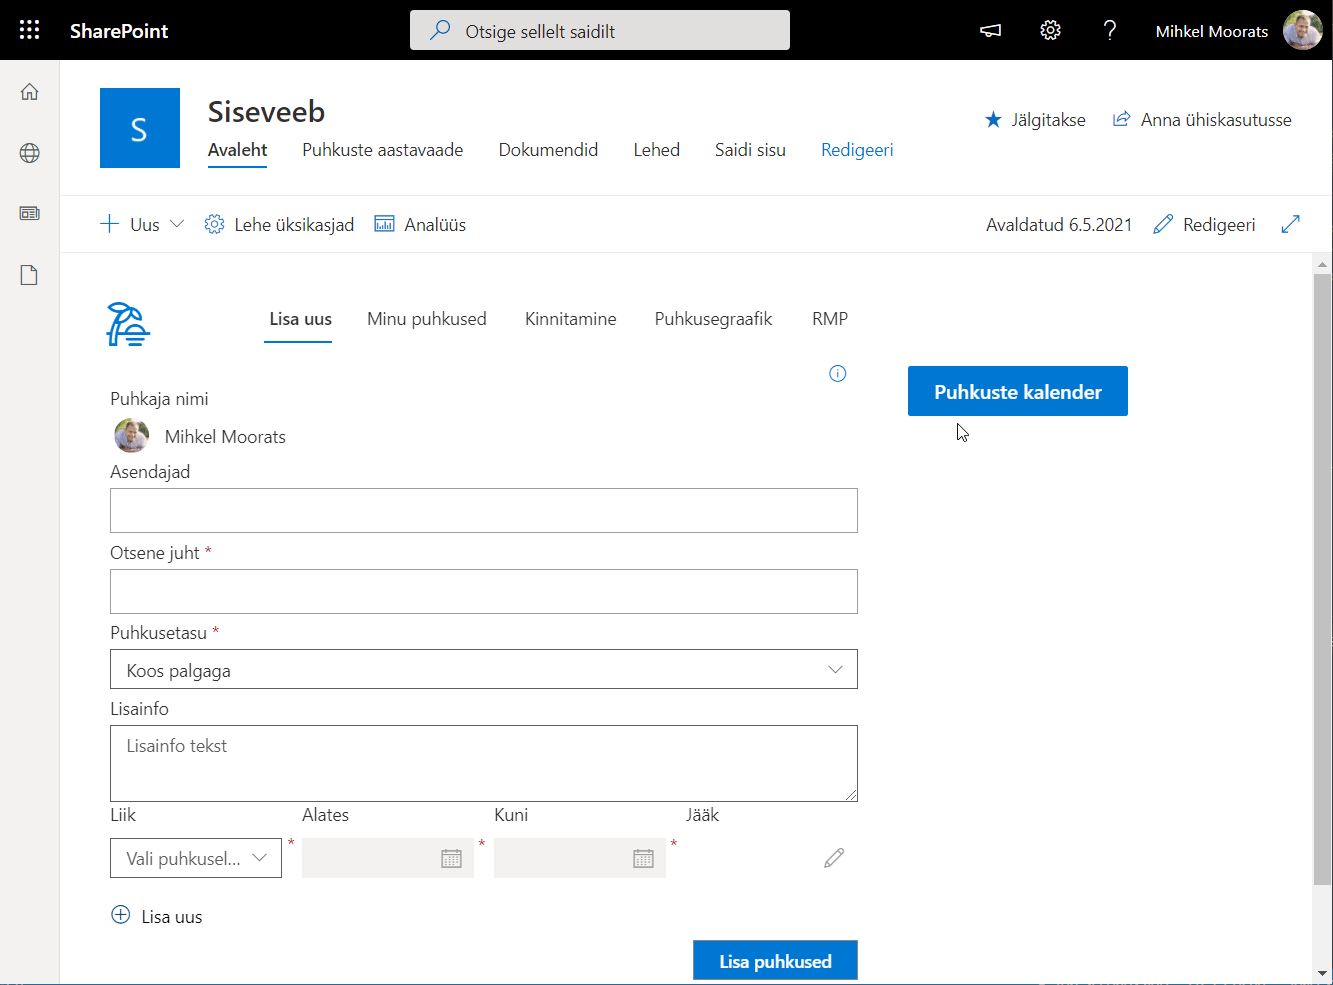 SharePoint
Otsige sellelt saidilt
?
Mihkel Moorats
S
Siseveeb
Jälgitakse
Anna ühiskasutusse
Avaleht Puhkuste aastavaade Dokumendid Lehed Saidi sisu Redigeeri
Uus Lehe üksikasjad Analüüs Avaldatud 6.5.2021 Redigeeri
Lisa uus Minu puhkused Kinnitamine Puhkusegraafik RMP
Puhkuste kalender
Puhkaja nimi
Mihkel Moorats
Asendajad
Otsene juht *
Puhkusetasu *
Koos palgaga
Lisainfo
Lisainfo tekst
Liik Alates Kuni Jääk
Vali puhkusel... * * *
Lisa uus
Lisa puhkused